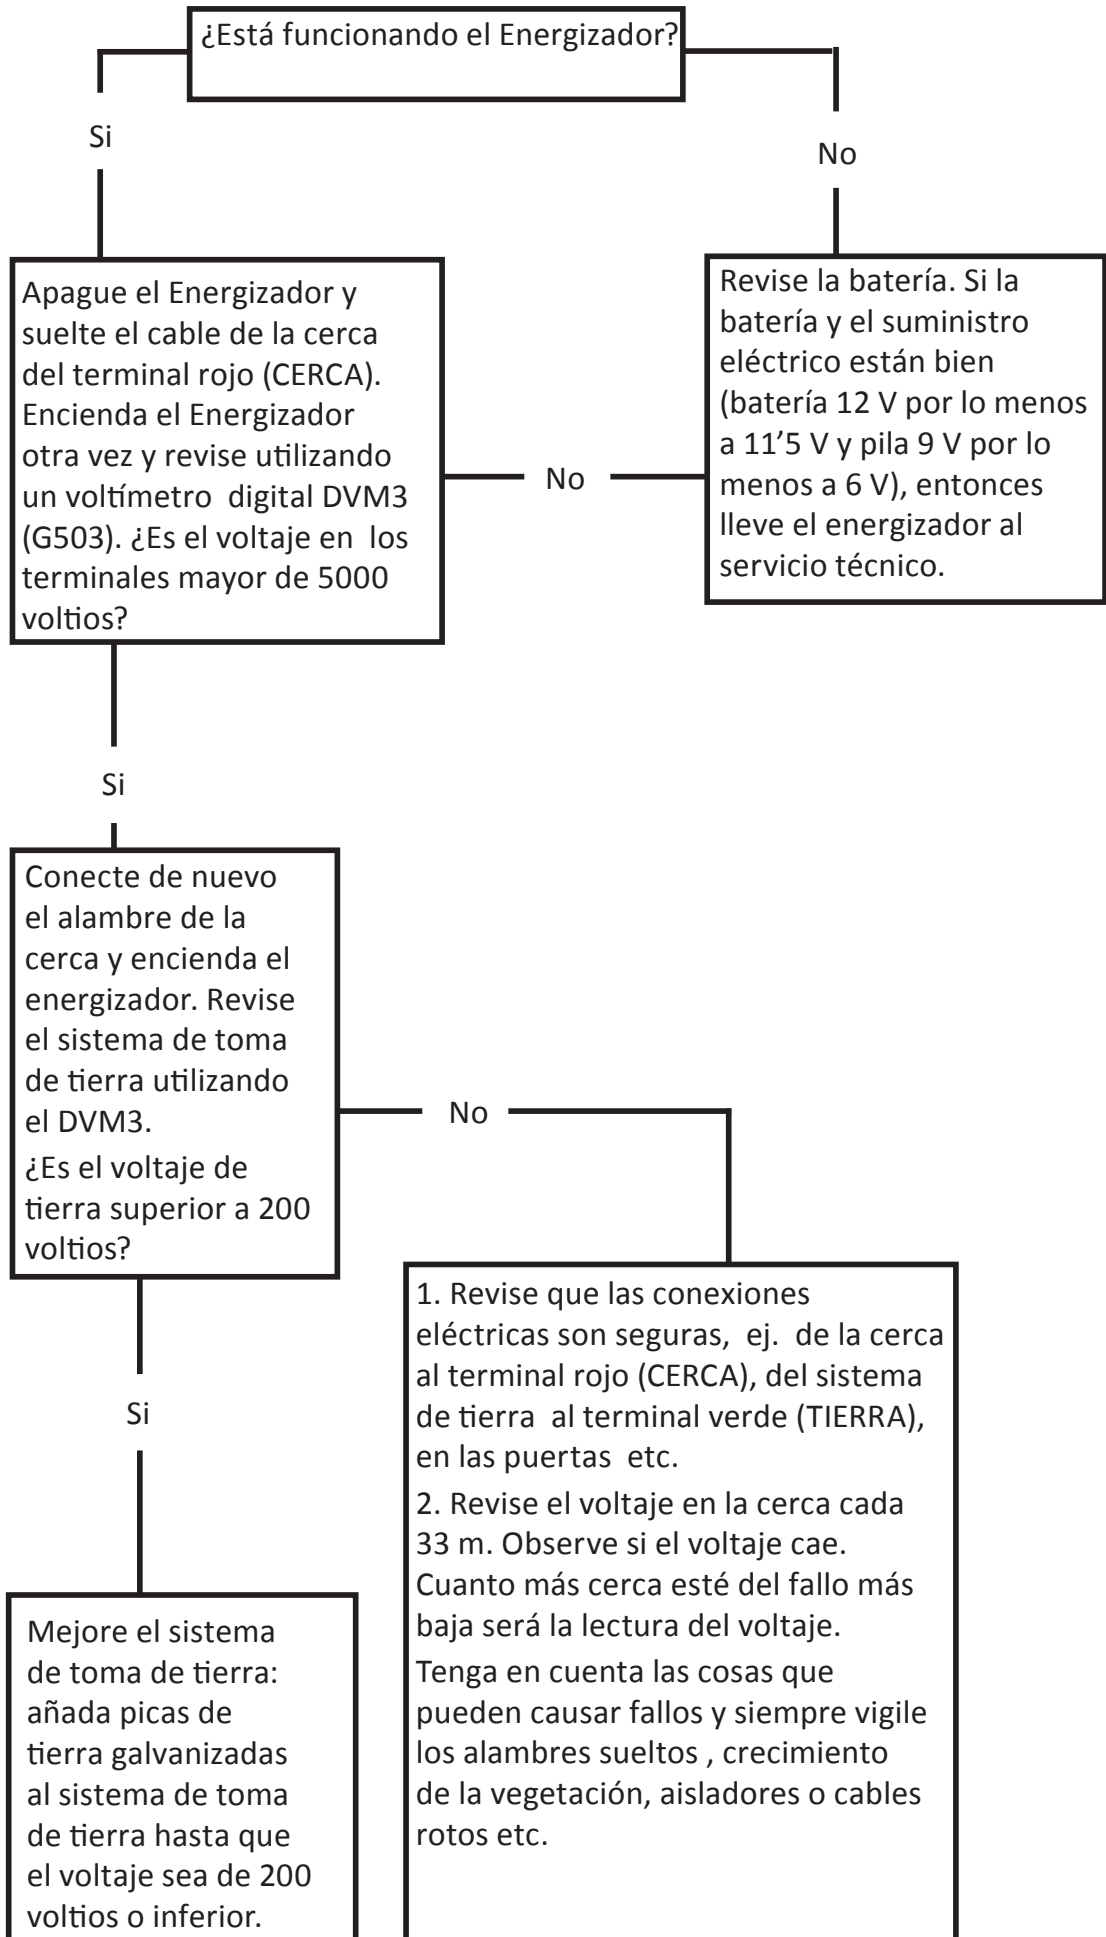 ¿Está funcionando el Energizador?
Si
No
Apague el Energizador y
suelte el cable de la cerca
del terminal rojo (CERCA).
Encienda el Energizador
otra vez y revise utilizando
un voltímetro digital DVM3
(G503). ¿Es el voltaje en los
terminales mayor de 5000
voltios?
No
Revise la batería. Si la
batería y el suministro
eléctrico están bien
(batería 12 V por lo menos
a 11’5 V y pila 9 V por lo
menos a 6 V), entonces
lleve el energizador al
servicio técnico.
Si
Conecte de nuevo
el alambre de la
cerca y encienda el
energizador. Revise
el sistema de toma
de tierra utilizando
el DVM3.
¿Es el voltaje de
tierra superior a 200
voltios?
No
Si
1. Revise que las conexiones
eléctricas son seguras, ej. de la cerca
al terminal rojo (CERCA), del sistema
de tierra al terminal verde (TIERRA),
en las puertas etc.
2. Revise el voltaje en la cerca cada
33 m. Observe si el voltaje cae.
Cuanto más cerca esté del fallo más
baja será la lectura del voltaje.
Tenga en cuenta las cosas que
pueden causar fallos y siempre vigile
los alambres sueltos , crecimiento
de la vegetación, aisladores o cables
rotos etc.
Mejore el sistema
de toma de tierra:
añada picas de
tierra galvanizadas
al sistema de toma
de tierra hasta que
el voltaje sea de 200
voltios o inferior.